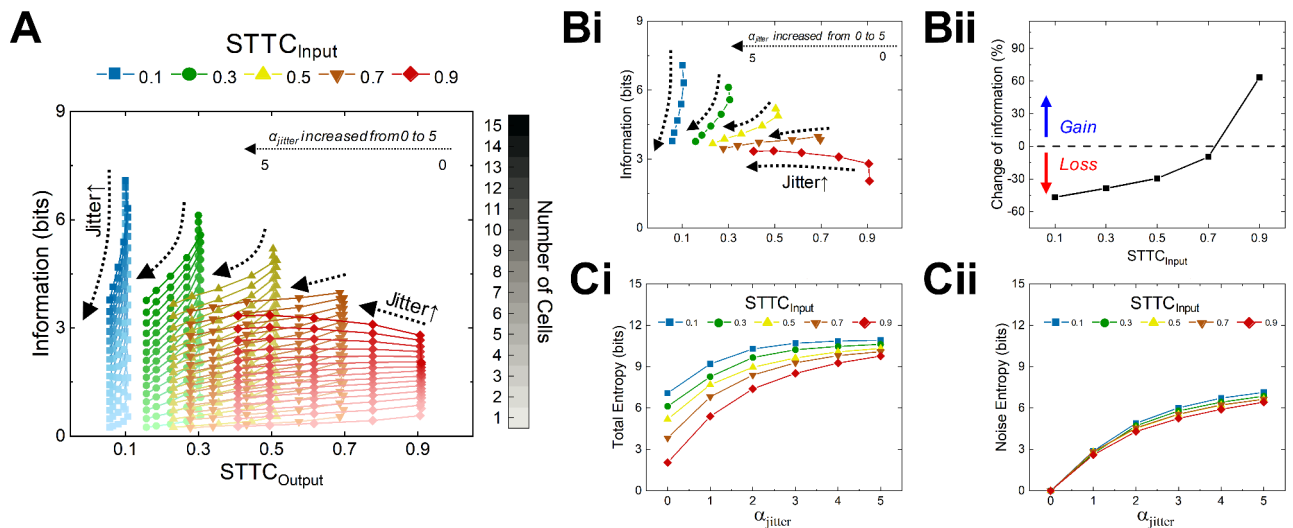 A
STTC_Input
0.1 0.3 0.5 0.7 0.9
Information (bits)
9
6
3
0
α_jitter increased from 0 to 5
5 0
Jitter↑
Jitter↑
0.1 0.3 0.5 0.7 0.9
STTC_Output
15
14
13
12
11
10
9
8
7
6
5
4
3
2
1
Number of Cells
Bi
Information (bits)
9
6
3
0
α_jitter increased from 0 to 5
5 0
Jitter↑
0.1 0.3 0.5 0.7 0.9
Bii
Change of information (%)
90
60
30
0
-30
-60
Gain
Loss
0.1 0.3 0.5 0.7 0.9
STTC_Input
Ci
Total Entropy (bits)
15
12
9
6
3
0
STTC_Input
0.1 0.3 0.5 0.7 0.9
0 1 2 3 4 5
α_jitter
Cii
Noise Entropy (bits)
15
12
9
6
3
0
STTC_Input
0.1 0.3 0.5 0.7 0.9
0 1 2 3 4 5
α_jitter